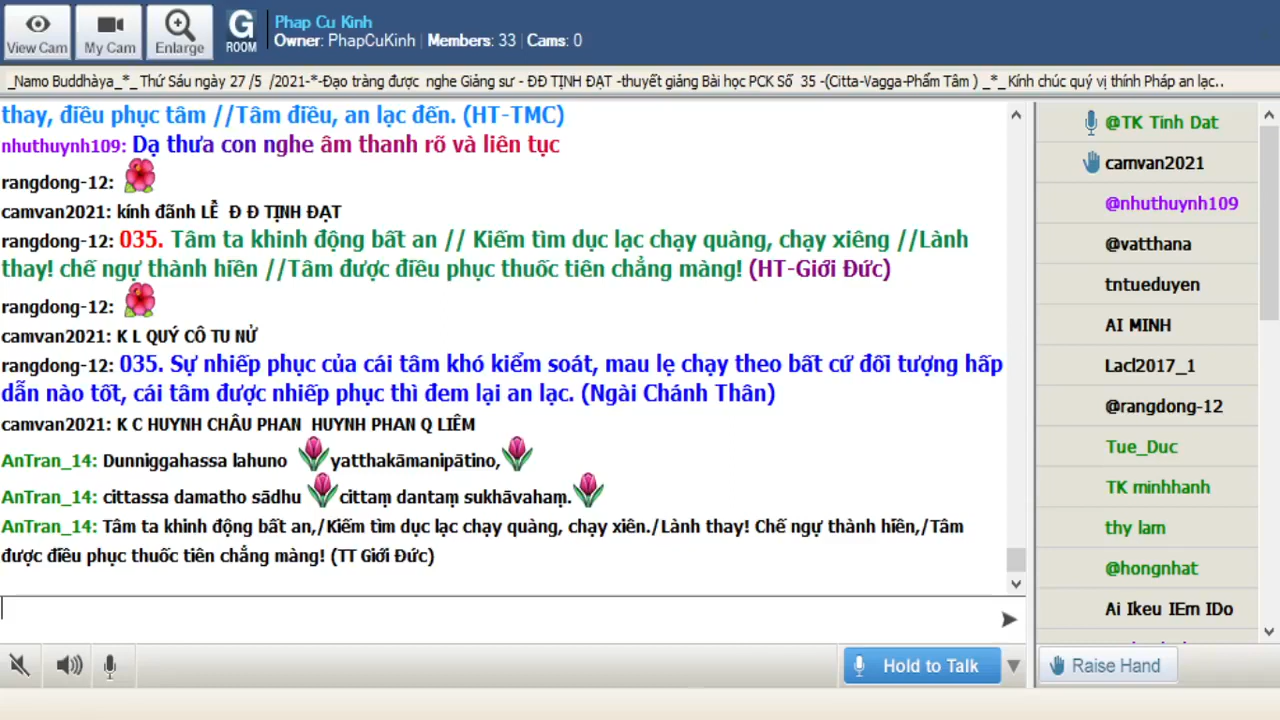 View Cam
My Cam
Enlarge
G
ROOM
Phap Cu Kinh
Owner: PhapCuKinh | Members: 33 | Cams: 0
_Namo Buddhàya_*_Thứ Sáu ngày 27 /5 /2021-*-Đạo tràng được nghe Giảng sư - ĐĐ TỊNH ĐẠT -thuyết giảng Bài học PCK Số 35 -(Citta-Vagga-Phẩm Tâm ) _*_Kính chúc quý vị thính Pháp an lạc..
thay, điều phục tâm //Tâm điều, an lạc đến. (HT-TMC)
nhuthuynh109: Dạ thưa con nghe âm thanh rõ và liên tục
rangdong-12:
camvan2021: kính đãnh LỄ Đ Đ TỊNH ĐẠT
rangdong-12: 035. Tâm ta khinh động bất an // Kiếm tìm dục lạc chạy quàng, chạy xiêng //Lành
thay! chế ngự thành hiền //Tâm được điều phục thuốc tiên chẳng màng! (HT-Giới Đức)
rangdong-12:
camvan2021: K L QUÝ CÔ TU NỬ
rangdong-12: 035. Sự nhiếp phục của cái tâm khó kiểm soát, mau lẹ chạy theo bất cứ đối tượng hấp
dẫn nào tốt, cái tâm được nhiếp phục thì đem lại an lạc. (Ngài Chánh Thân)
camvan2021: K C HUYNH CHÂU PHAN HUYNH PHAN Q LIÊM
AnTran_14: Dunniggahassa lahuno yatthakāmanipātino,
AnTran_14: cittassa damatho sādhu cittaṃ dantaṃ sukhāvahaṃ.
AnTran_14: Tâm ta khinh động bất an,/Kiếm tìm dục lạc chạy quàng, chạy xiên./Lành thay! Chế ngự thành hiền,/Tâm
được điều phục thuốc tiên chẳng màng! (TT Giới Đức)
@TK Tinh Dat
camvan2021
@nhuthuynh109
@vatthana
tntueduyen
AI MINH
Lacl2017_1
@rangdong-12
Tue_Duc
TK minhhanh
thy lam
@hongnhat
Ai Ikeu IEm IDo
Hold to Talk
Raise Hand